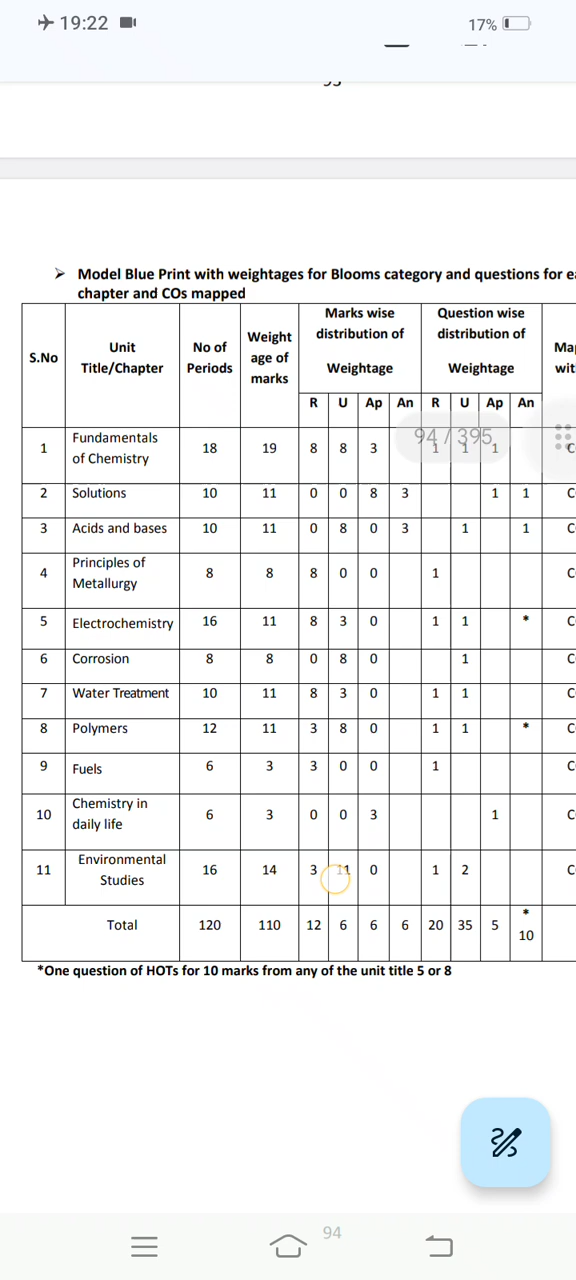 19:22 17%
➤ Model Blue Print with weightages for Blooms category and questions for ea
chapter and COs mapped
S.No Unit Title/Chapter No of Periods Weight age of marks Marks wise distribution of Weightage Question wise distribution of Weightage Map wit
R U Ap An R U Ap An
1 Fundamentals of Chemistry 18 19 8 8 3 1 1 1 C
94 / 395
2 Solutions 10 11 0 0 8 3 1 1 C
3 Acids and bases 10 11 0 8 0 3 1 1 C
4 Principles of Metallurgy 8 8 8 0 0 1 C
5 Electrochemistry 16 11 8 3 0 1 1 * C
6 Corrosion 8 8 0 8 0 1 C
7 Water Treatment 10 11 8 3 0 1 1 C
8 Polymers 12 11 3 8 0 1 1 * C
9 Fuels 6 3 3 0 0 1 C
10 Chemistry in daily life 6 3 0 0 3 1 C
11 Environmental Studies 16 14 3 11 0 1 2 C
Total 120 110 12 6 6 6 20 35 5 * 10
*One question of HOTs for 10 marks from any of the unit title 5 or 8
94